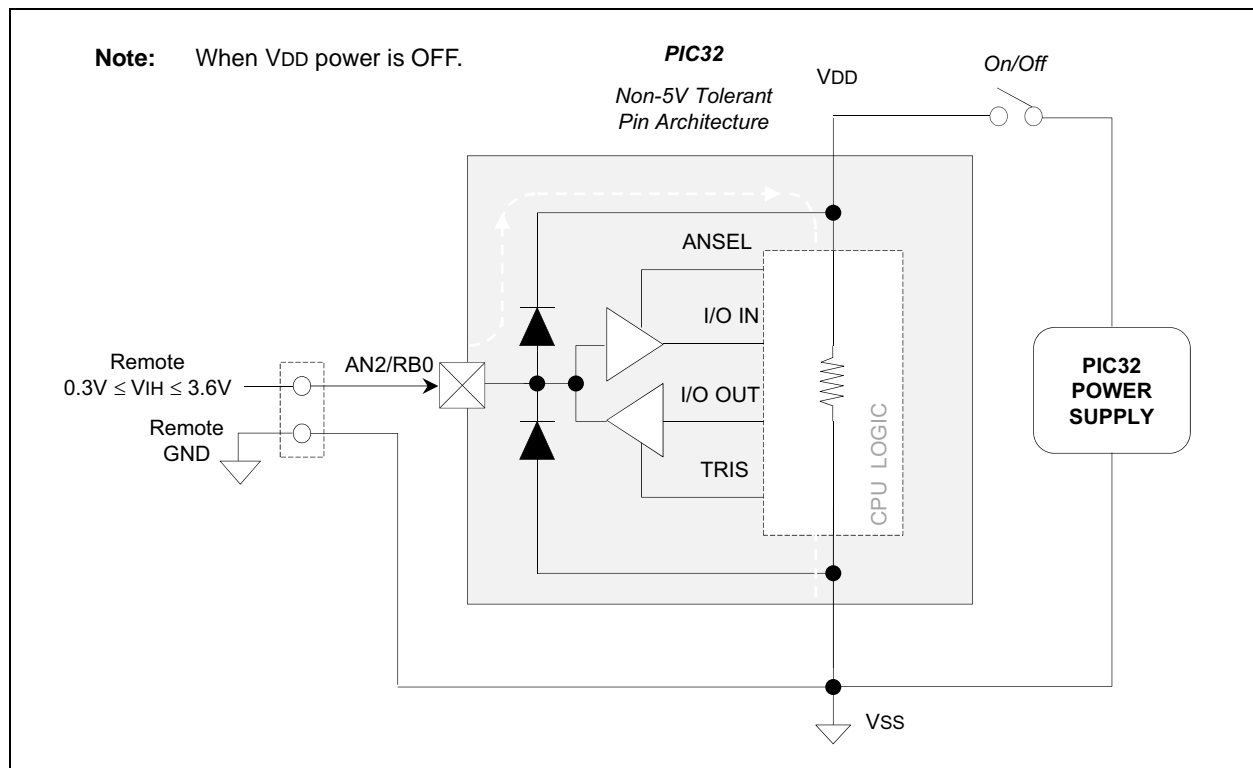 Note: When VDD power is OFF.
PIC32
Non-5V Tolerant
Pin Architecture
VDD
On/Off
ANSEL
I/O IN
AN2/RB0
Remote
0.3V ≤ VIH ≤ 3.6V
I/O OUT
Remote
GND
TRIS
CPU LOGIC
PIC32
POWER
SUPPLY
VSS